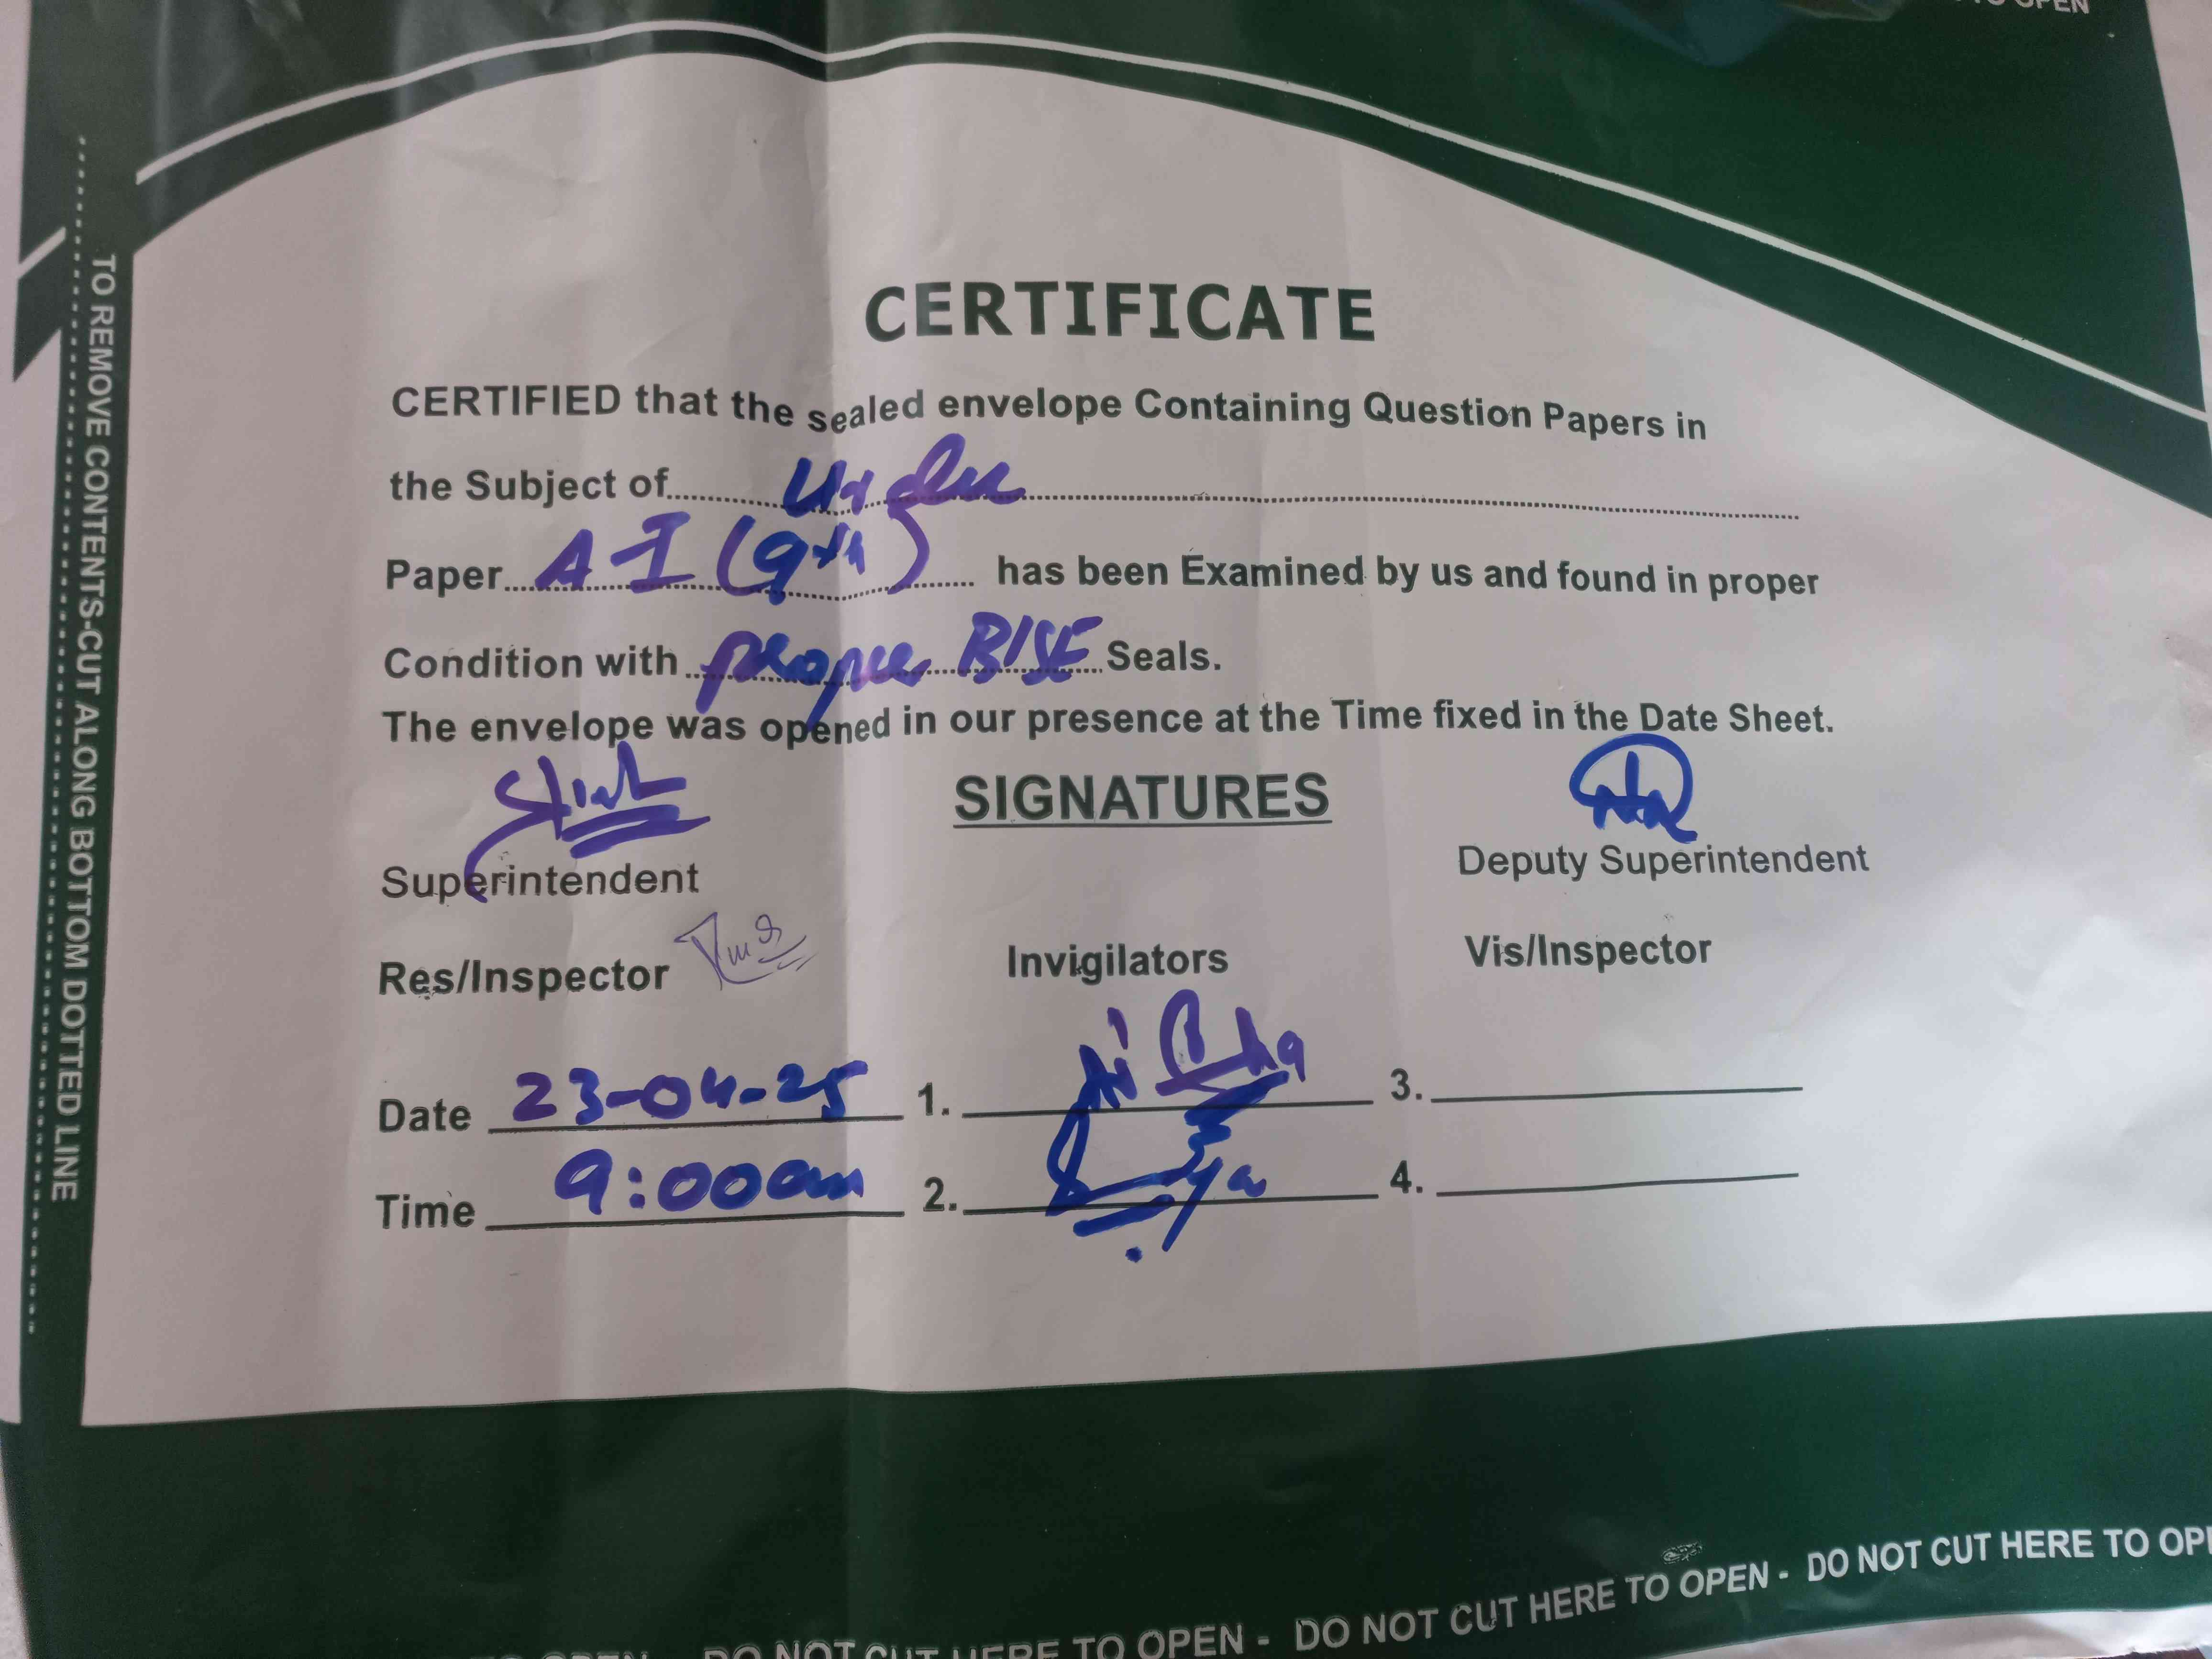 TO OPEN
CERTIFICATE
CERTIFIED that the sealed envelope Containing Question Papers in
the Subject of Urdu
Paper A I (9th) has been Examined by us and found in proper
Condition with proper BISE Seals.
The envelope was opened in our presence at the Time fixed in the Date Sheet.
SIGNATURES
Superintendent
Deputy Superintendent
Res/Inspector
Invigilators
Vis/Inspector
Date 23-04-25 1. 3.
Time 9:00am 2. 4.
TO REMOVE CONTENTS-CUT ALONG BOTTOM DOTTED LINE
TO OPEN - DO NOT CUT HERE TO OPEN - DO NOT CUT HERE TO OPEN - DO NOT CUT HERE TO OP